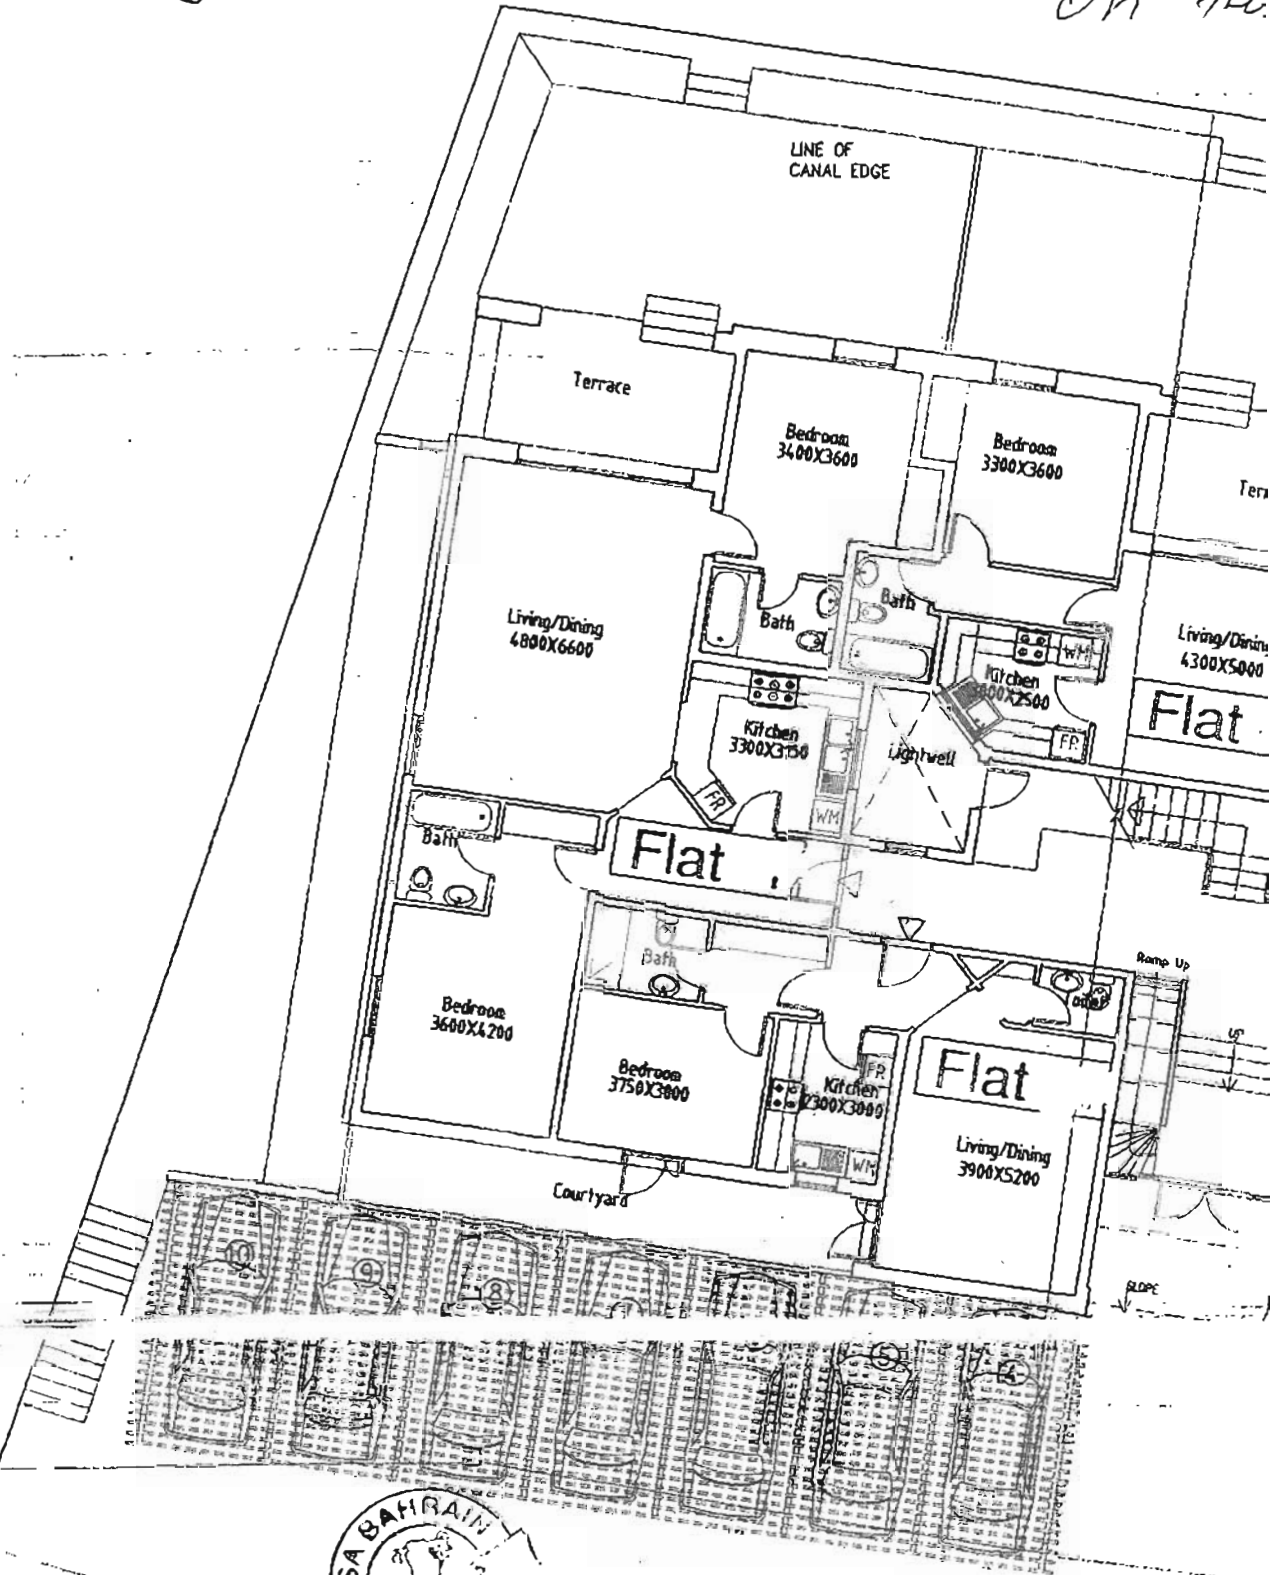 LINE OF
CANAL EDGE
Terrace
Bedroom
3400X3600
Bedroom
3300X3600
Living/Dining
4800X6600
Bath
Bath
Living/Dining
4300X5000
Kitchen
3300X3150
Kitchen
WM
FR
Flat
Lightwell
FR
WM
Bath
Flat
Bath
Ramp Up
UP
Bedroom
3600X4200
Bedroom
3750X3000
FR
Kitchen
2300X3000
WM
Flat
Living/Dining
3900X5200
Courtyard
SLOPE
10
9
8
5
4
BAHRAIN